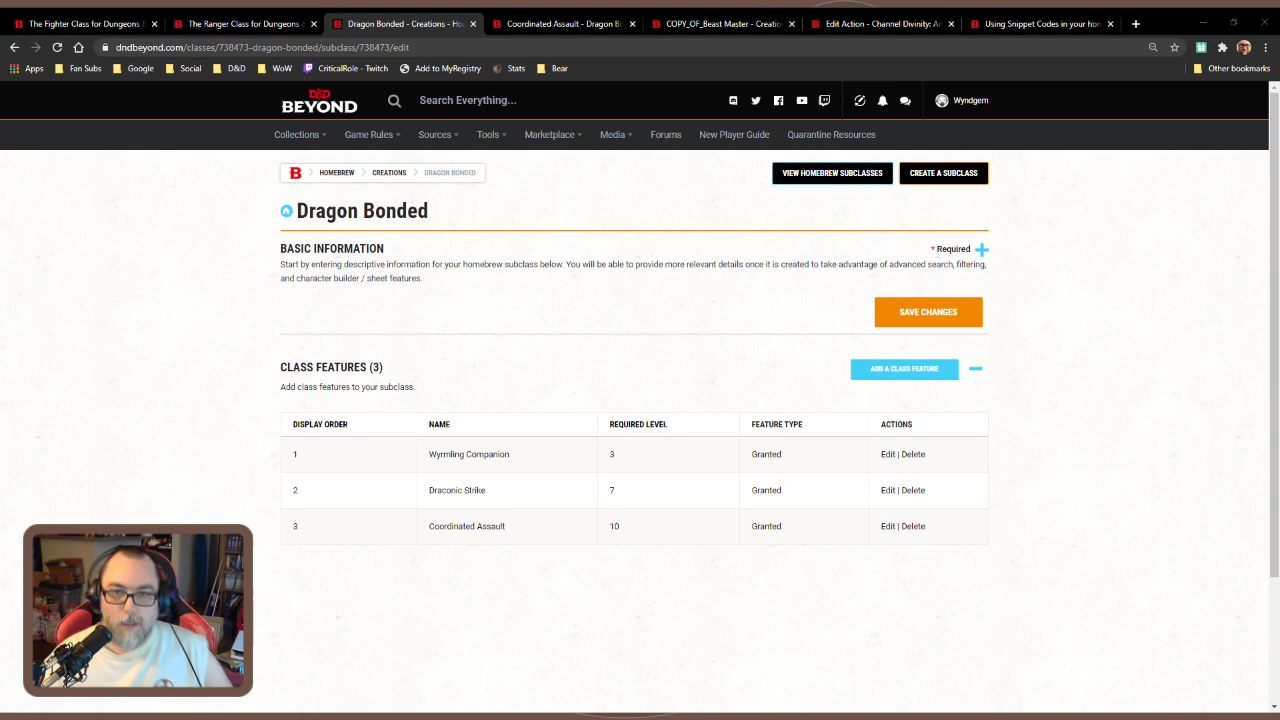 The Fighter Class for Dungeons &
The Ranger Class for Dungeons &
Dragon Bonded - Creations - Ho
Coordinated Assault - Dragon Bo
COPY_OF_Beast Master - Creatio
Edit Action - Channel Divinity: Ar
Using Snippet Codes in your hom
dndbeyond.com/classes/738473-dragon-bonded/subclass/738473/edit
Apps
Fan Subs
Google
Social
D&D
WoW
CriticalRole - Twitch
Add to MyRegistry
Stats
Bear
Other bookmarks
D&D
BEYOND
Search Everything...
Wyndgem
Collections
Game Rules
Sources
Tools
Marketplace
Media
Forums
New Player Guide
Quarantine Resources
B
HOMEBREW
CREATIONS
DRAGON BONDED
VIEW HOMEBREW SUBCLASSES
CREATE A SUBCLASS
Dragon Bonded
BASIC INFORMATION
* Required
Start by entering descriptive information for your homebrew subclass below. You will be able to provide more relevant details once it is created to take advantage of advanced search, filtering,
and character builder / sheet features.
SAVE CHANGES
CLASS FEATURES (3)
ADD A CLASS FEATURE
Add class features to your subclass.
DISPLAY ORDER NAME REQUIRED LEVEL FEATURE TYPE ACTIONS
1 Wyrmling Companion 3 Granted Edit | Delete
2 Draconic Strike 7 Granted Edit | Delete
3 Coordinated Assault 10 Granted Edit | Delete